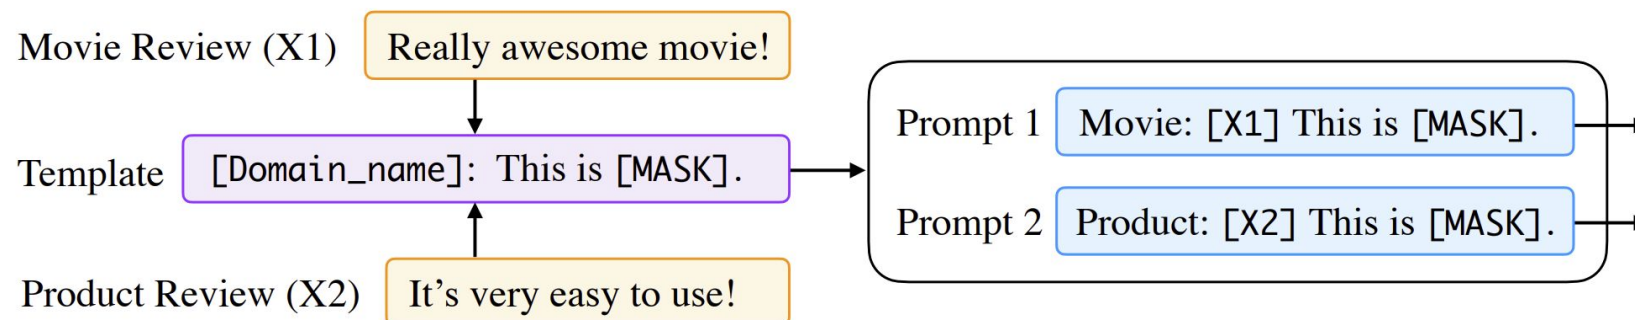 Movie Review (X1) Really awesome movie!
Template [Domain_name]: This is [MASK].
Product Review (X2) It's very easy to use!
Prompt 1 Movie: [X1] This is [MASK].
Prompt 2 Product: [X2] This is [MASK].